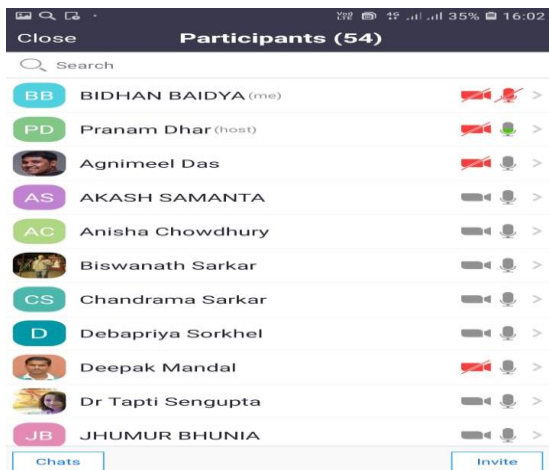 35% 16:02
Close Participants (54)
Search
BB BIDHAN BAIDYA (me)
PD Pranam Dhar (host)
Agnimeel Das
AS AKASH SAMANTA
AC Anisha Chowdhury
Biswanath Sarkar
CS Chandrama Sarkar
D Debapriya Sorkhel
Deepak Mandal
Dr Tapti Sengupta
JB JHUMUR BHUNIA
Chats Invite